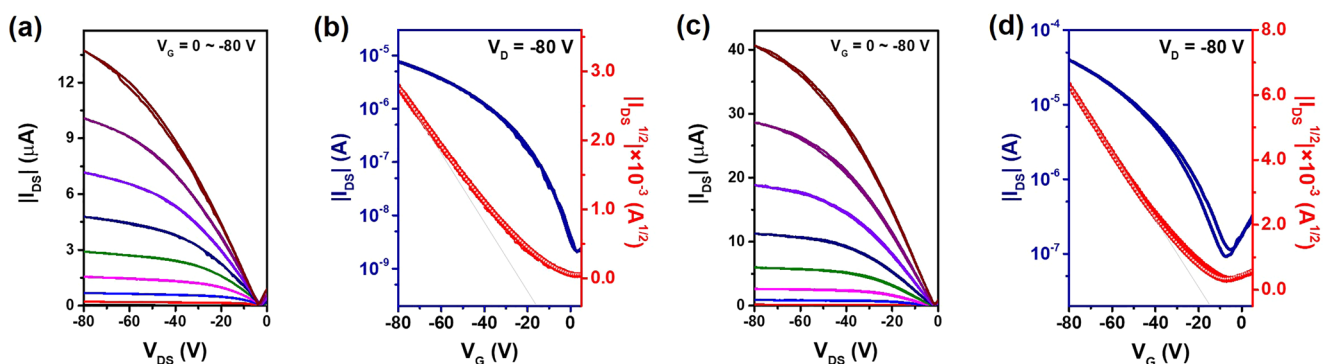 (a)
V_G = 0 ~ -80 V
12
9
6
3
0
-80
-60
-40
-20
0
|I_DS| (μA)
V_DS (V)
(b)
V_D = -80 V
10^-5
10^-6
10^-7
10^-8
10^-9
3.0
2.0
1.0
0.0
-80
-60
-40
-20
0
|I_DS| (A)
|I_DS^1/2|×10^-3 (A^1/2)
V_G (V)
(c)
V_G = 0 ~ -80 V
40
30
20
10
0
-80
-60
-40
-20
0
|I_DS| (μA)
V_DS (V)
(d)
V_D = -80 V
10^-4
10^-5
10^-6
10^-7
8.0
6.0
4.0
2.0
0.0
-80
-60
-40
-20
0
|I_DS| (A)
|I_DS^1/2|×10^-3 (A^1/2)
V_G (V)